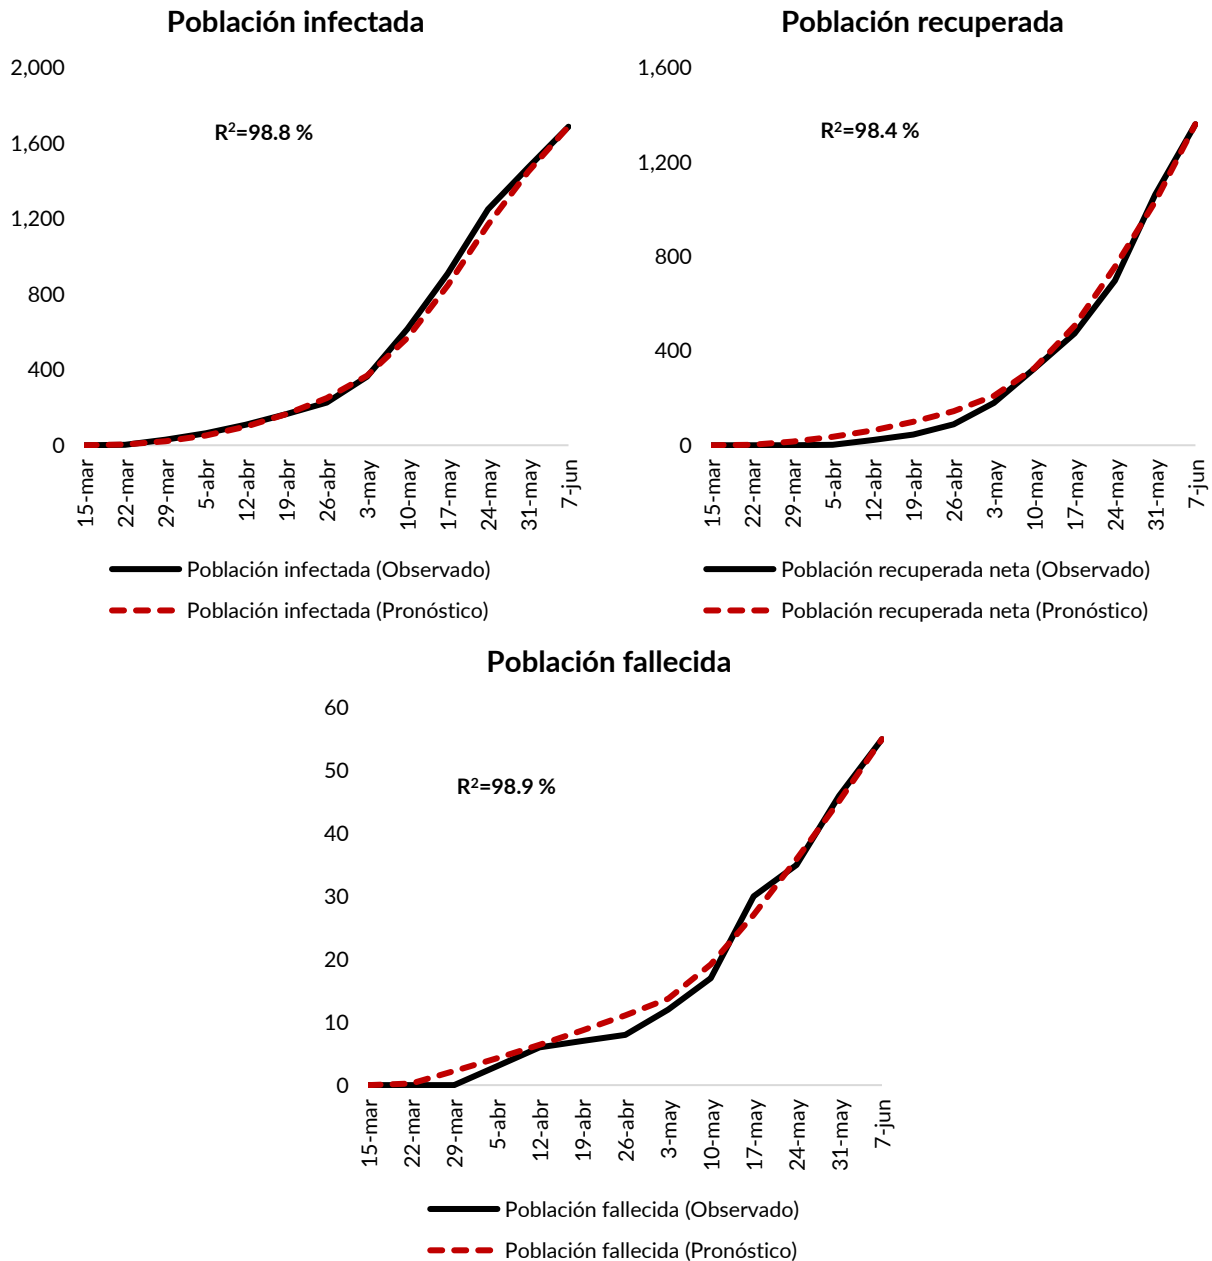 Población infectada
2,000
1,600
1,200
800
400
0
R²=98.8 %
15-mar
22-mar
29-mar
5-abr
12-abr
19-abr
26-abr
3-may
10-may
17-may
24-may
31-may
7-jun
Población infectada (Observado)
Población infectada (Pronóstico)
Población recuperada
1,600
1,200
800
400
0
R²=98.4 %
15-mar
22-mar
29-mar
5-abr
12-abr
19-abr
26-abr
3-may
10-may
17-may
24-may
31-may
7-jun
Población recuperada neta (Observado)
Población recuperada neta (Pronóstico)
Población fallecida
60
50
40
30
20
10
0
R²=98.9 %
15-mar
22-mar
29-mar
5-abr
12-abr
19-abr
26-abr
3-may
10-may
17-may
24-may
31-may
7-jun
Población fallecida (Observado)
Población fallecida (Pronóstico)